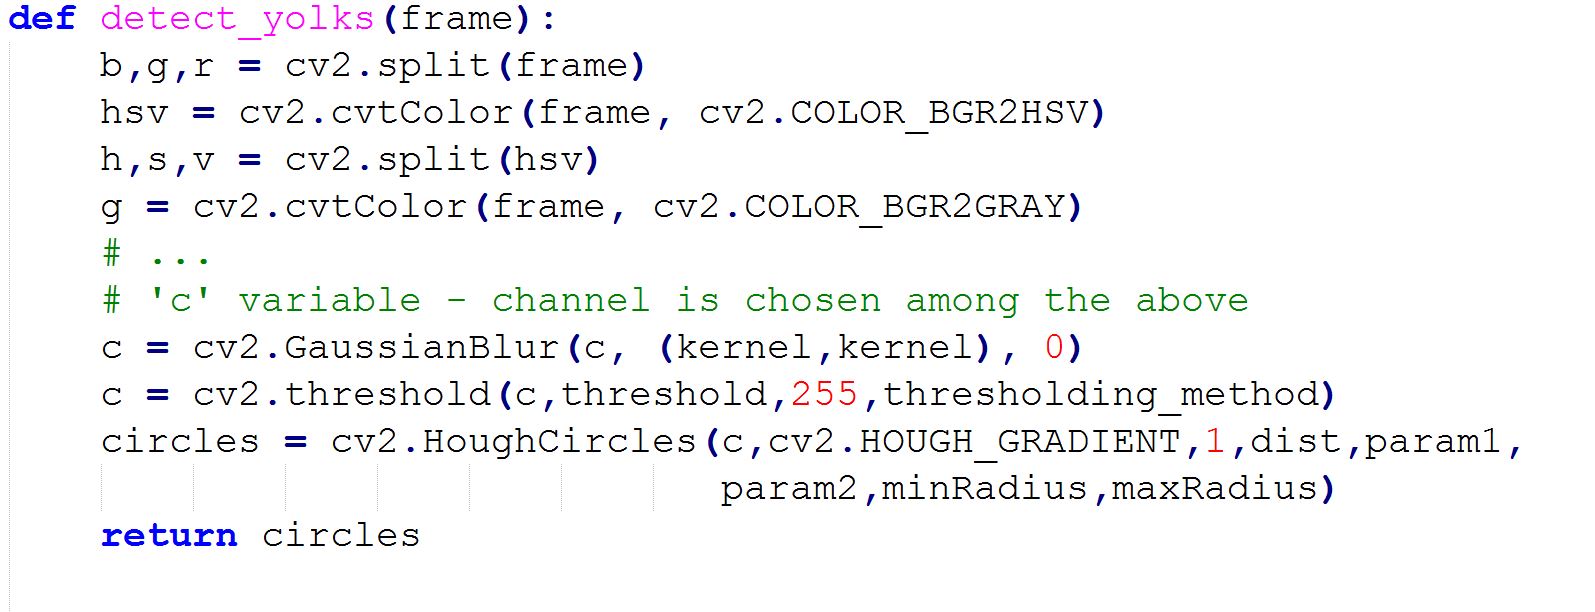 def detect_yolks(frame):
    b,g,r = cv2.split(frame)
    hsv = cv2.cvtColor(frame, cv2.COLOR_BGR2HSV)
    h,s,v = cv2.split(hsv)
    g = cv2.cvtColor(frame, cv2.COLOR_BGR2GRAY)
    # ...
    # 'c' variable - channel is chosen among the above
    c = cv2.GaussianBlur(c, (kernel,kernel), 0)
    c = cv2.threshold(c,threshold,255,thresholding_method)
    circles = cv2.HoughCircles(c,cv2.HOUGH_GRADIENT,1,dist,param1,
                               param2,minRadius,maxRadius)
    return circles